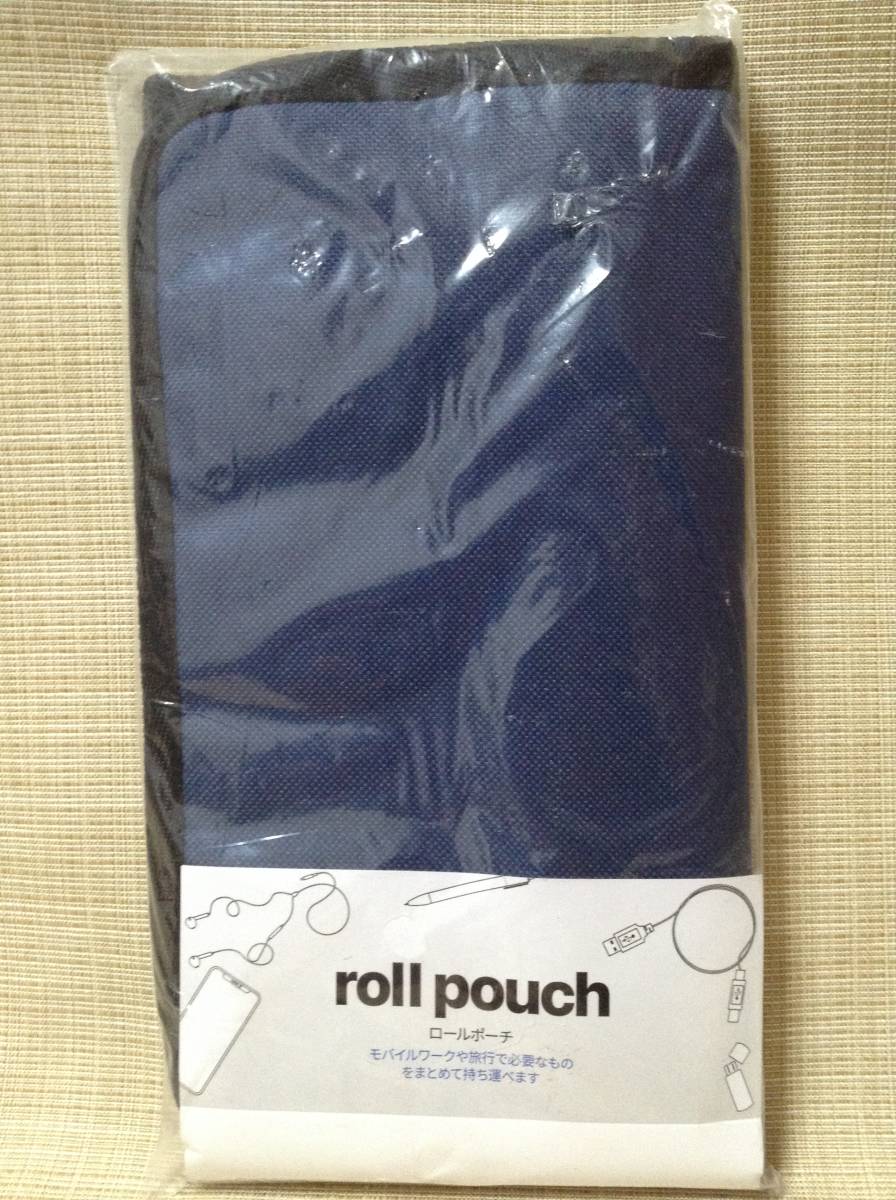 roll pouch
ロールポーチ
モバイルワークや旅行で必要なもの
をまとめて持ち運べます